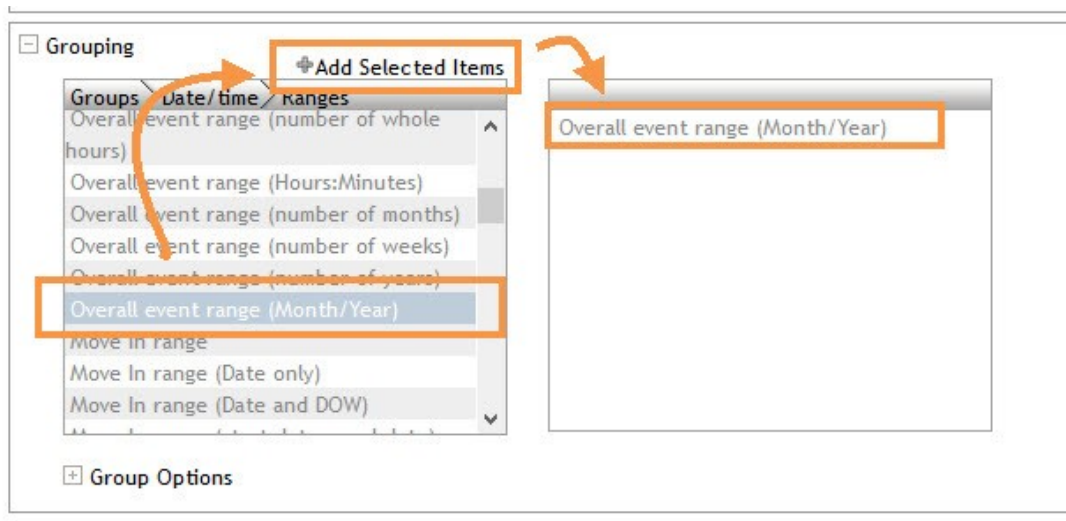 Grouping
Add Selected Items
Groups Date/time Ranges
Overall event range (number of whole
hours)
Overall event range (Hours:Minutes)
Overall event range (number of months)
Overall event range (number of weeks)
Overall event range (number of years)
Overall event range (Month/Year)
Move In range
Move In range (Date only)
Move In range (Date and DOW)
Overall event range (Month/Year)
Group Options